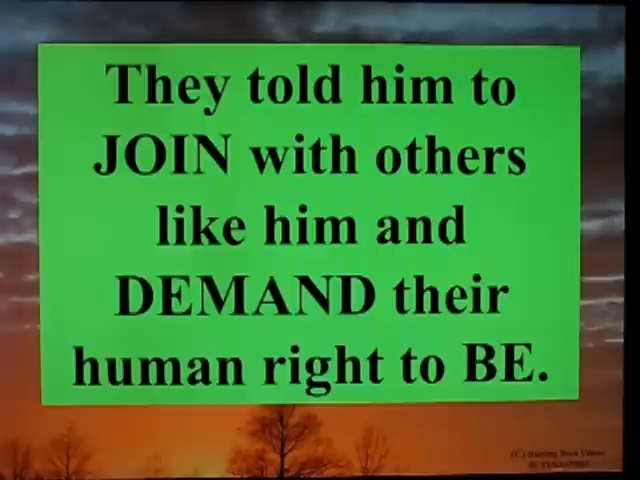 They told him to
JOIN with others
like him and
DEMAND their
human right to BE.